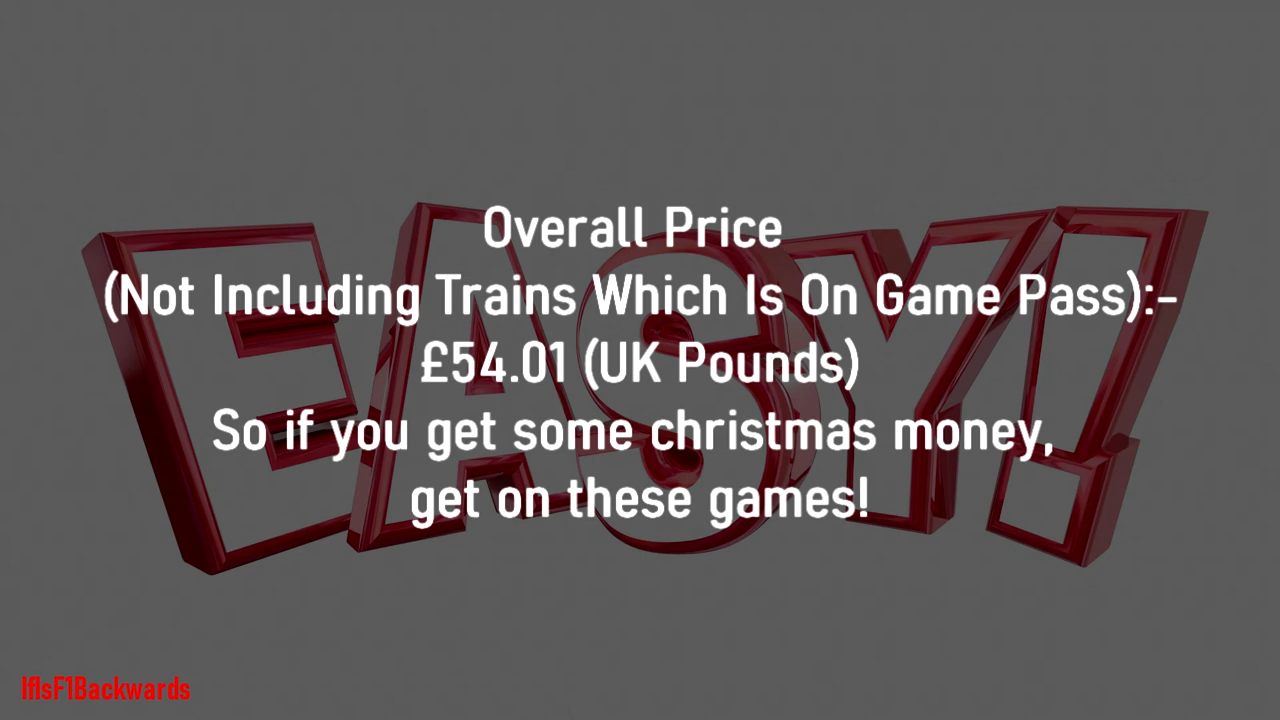 EASY!
Overall Price
(Not Including Trains Which Is On Game Pass):-
£54.01 (UK Pounds)
So if you get some christmas money,
get on these games!
IfIsF1Backwards